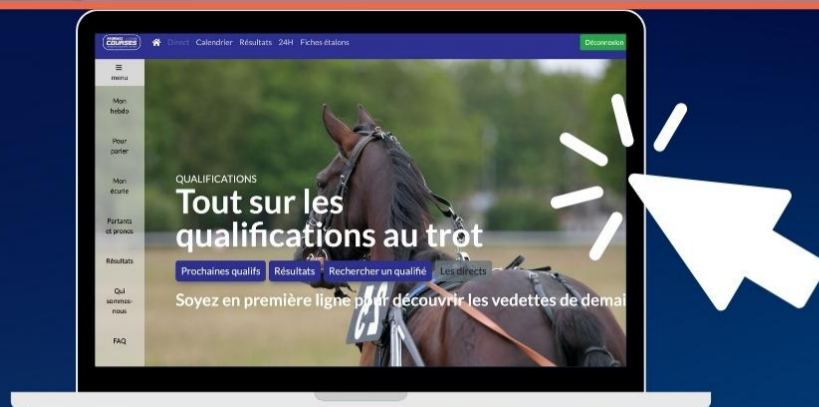 COURSES
Direct Calendrier Résultats 24H Fiches étalons
Déconnexion
menu
Mon
hebdo
Pour
parier
Mon
écurie
Partants
et pronos
Résultats
Qui
sommes-
nous
FAQ
QUALIFICATIONS
Tout sur les
qualifications au trot
Prochaines qualifs Résultats Rechercher un qualifié Les directs
Soyez en première ligne pour découvrir les vedettes de demai